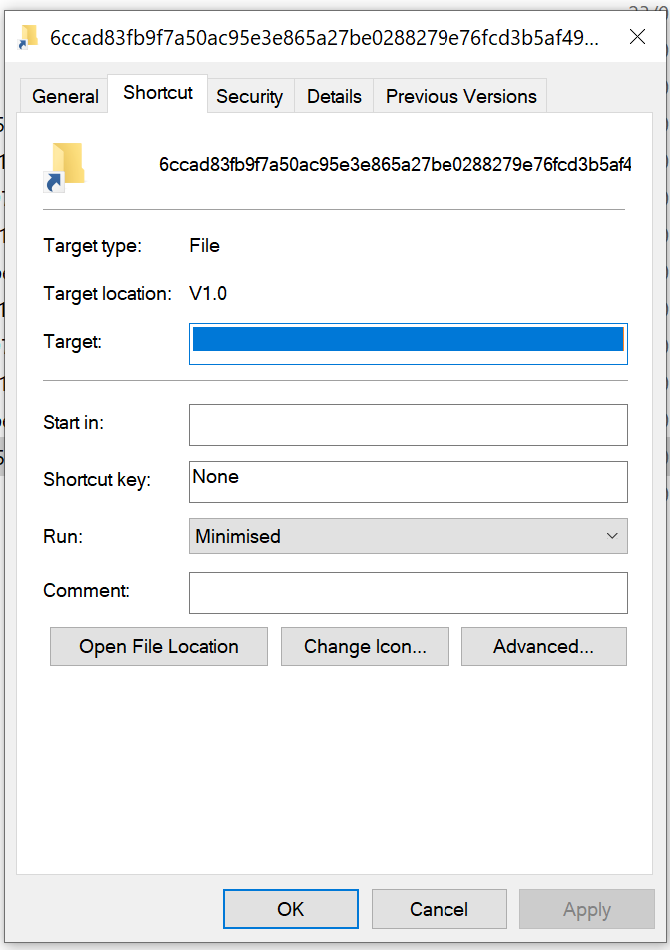 6ccad83fb9f7a50ac95e3e865a27be0288279e76fcd3b5af49...
General Shortcut Security Details Previous Versions
6ccad83fb9f7a50ac95e3e865a27be0288279e76fcd3b5af4
Target type: File
Target location: V1.0
Target:
Start in:
Shortcut key: None
Run: Minimised
Comment:
Open File Location Change Icon... Advanced...
OK Cancel Apply